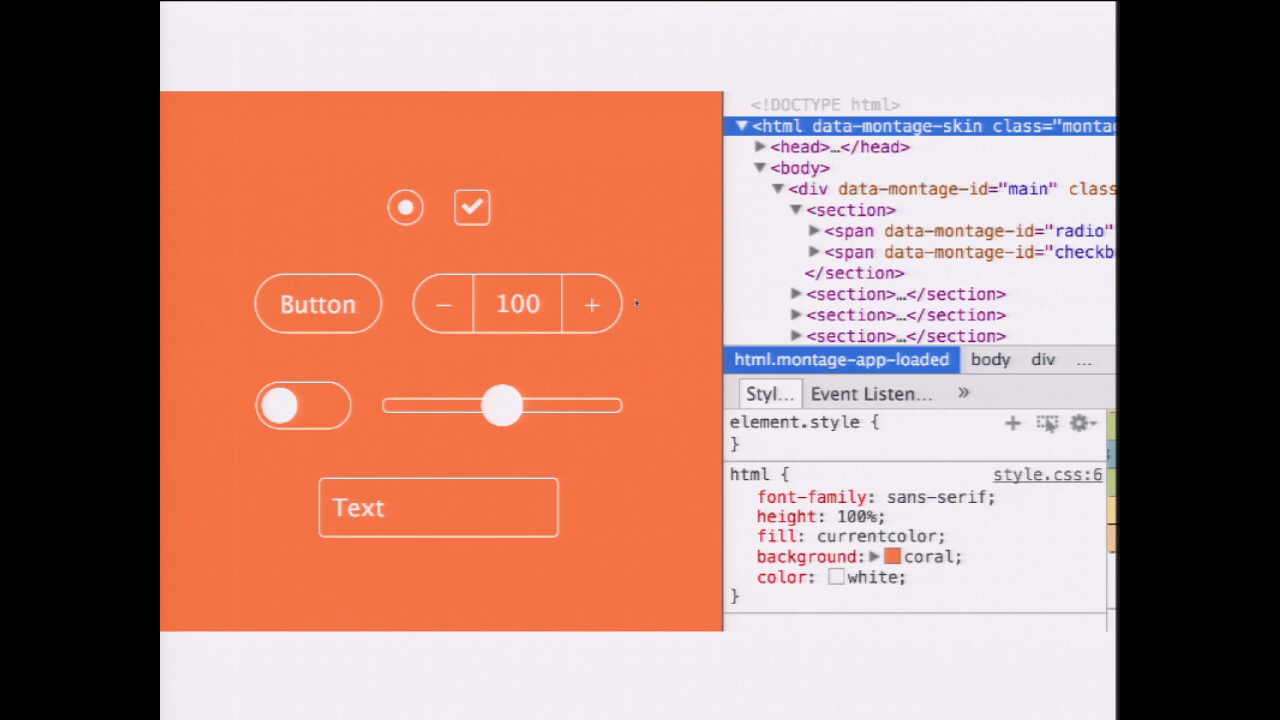 Button
−
100
+
Text
<!DOCTYPE html>
▼<html data-montage-skin class="monta
▶<head>…</head>
▼<body>
▼<div data-montage-id="main" class
▼<section>
▶<span data-montage-id="radio"
▶<span data-montage-id="checkb
</section>
▶<section>…</section>
▶<section>…</section>
▶<section>…</section>
html.montage-app-loaded body div ...
Styl… Event Listen… »
element.style {
}
html { style.css:6
font-family: sans-serif;
height: 100%;
fill: currentcolor;
background:▶coral;
color: white;
}